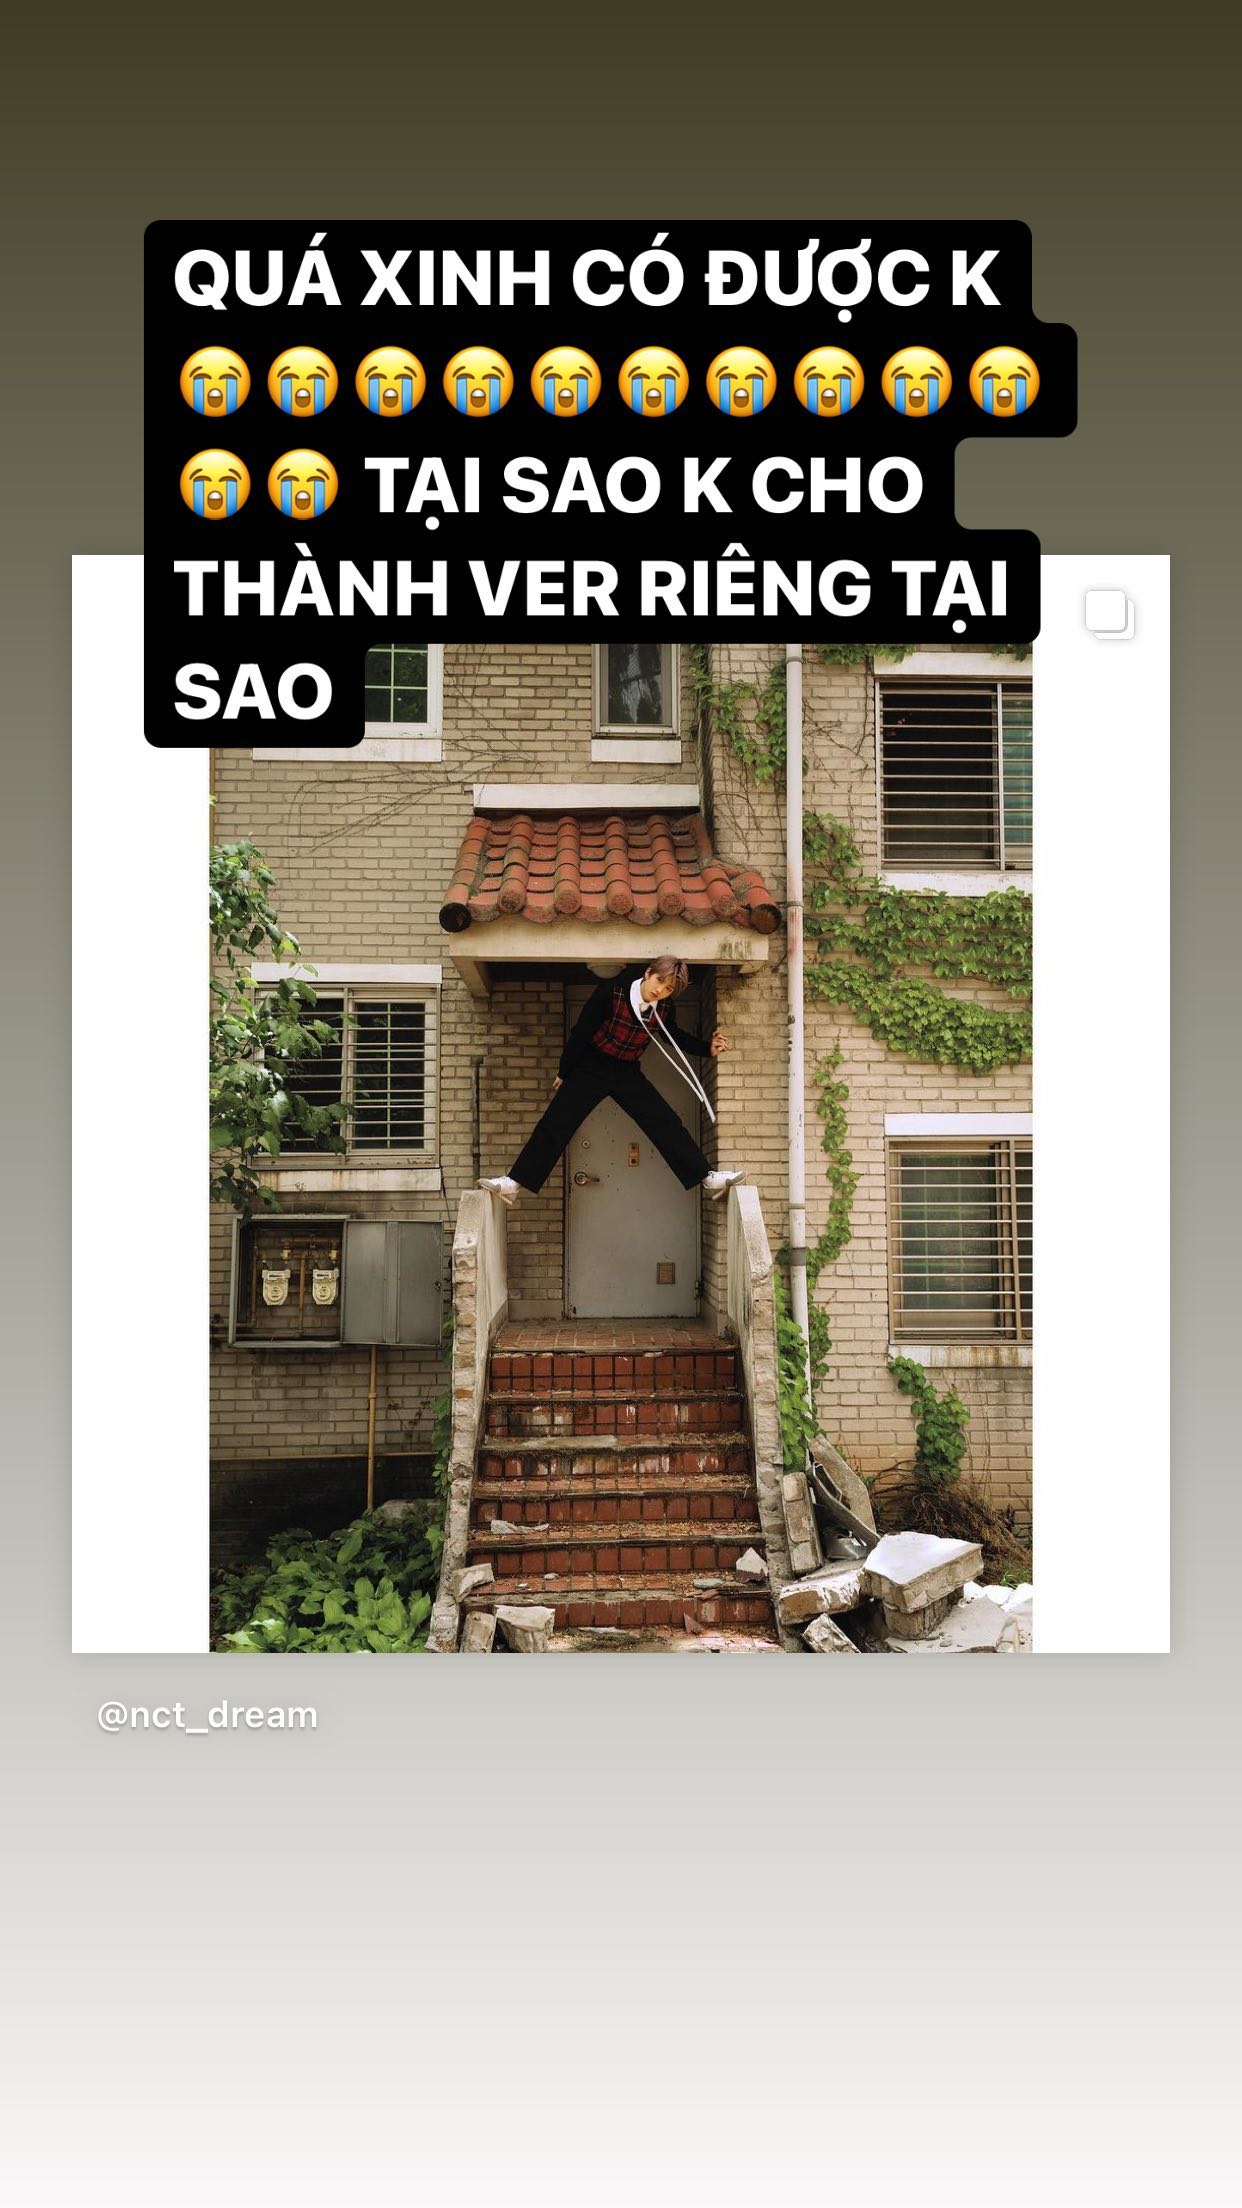 QUÁ XINH CÓ ĐƯỢC K
😭😭😭😭😭😭😭😭😭😭
😭😭 TẠI SAO K CHO
THÀNH VER RIÊNG TẠI
SAO
@nct_dream